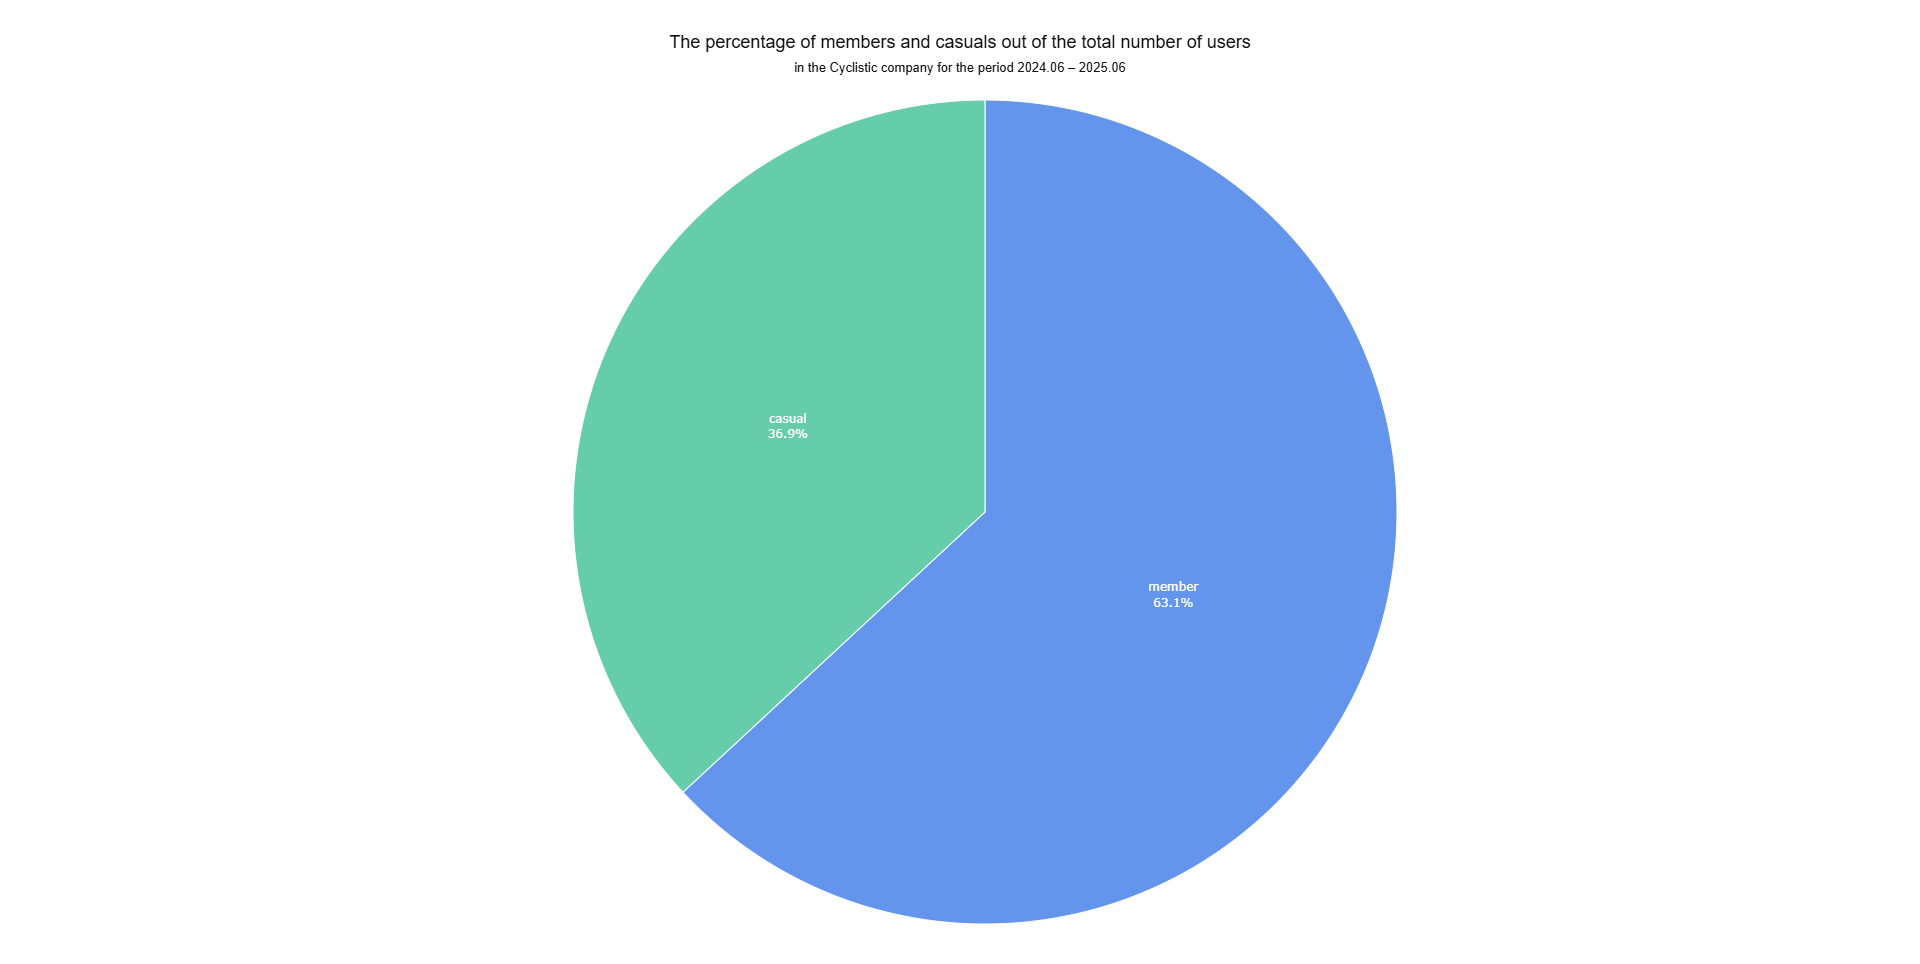 The percentage of members and casuals out of the total number of users
in the Cyclistic company for the period 2024.06 – 2025.06
casual
36.9%
member
63.1%